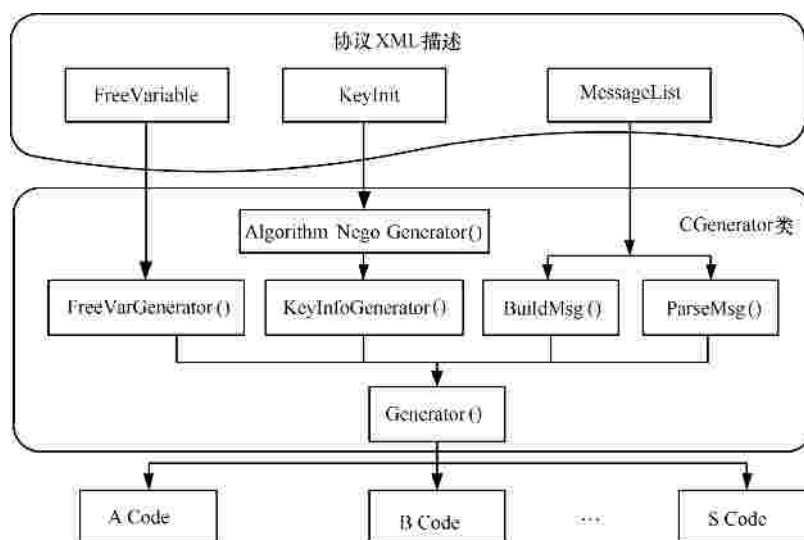 协议XML描述
FreeVariable
KeyInit
MessageList
CGenerator类
Algorithm Nego Generator()
FreeVarGenerator()
KeyInfoGenerator()
BuildMsg()
ParseMsg()
Generator()
A Code
B Code
…
S Code